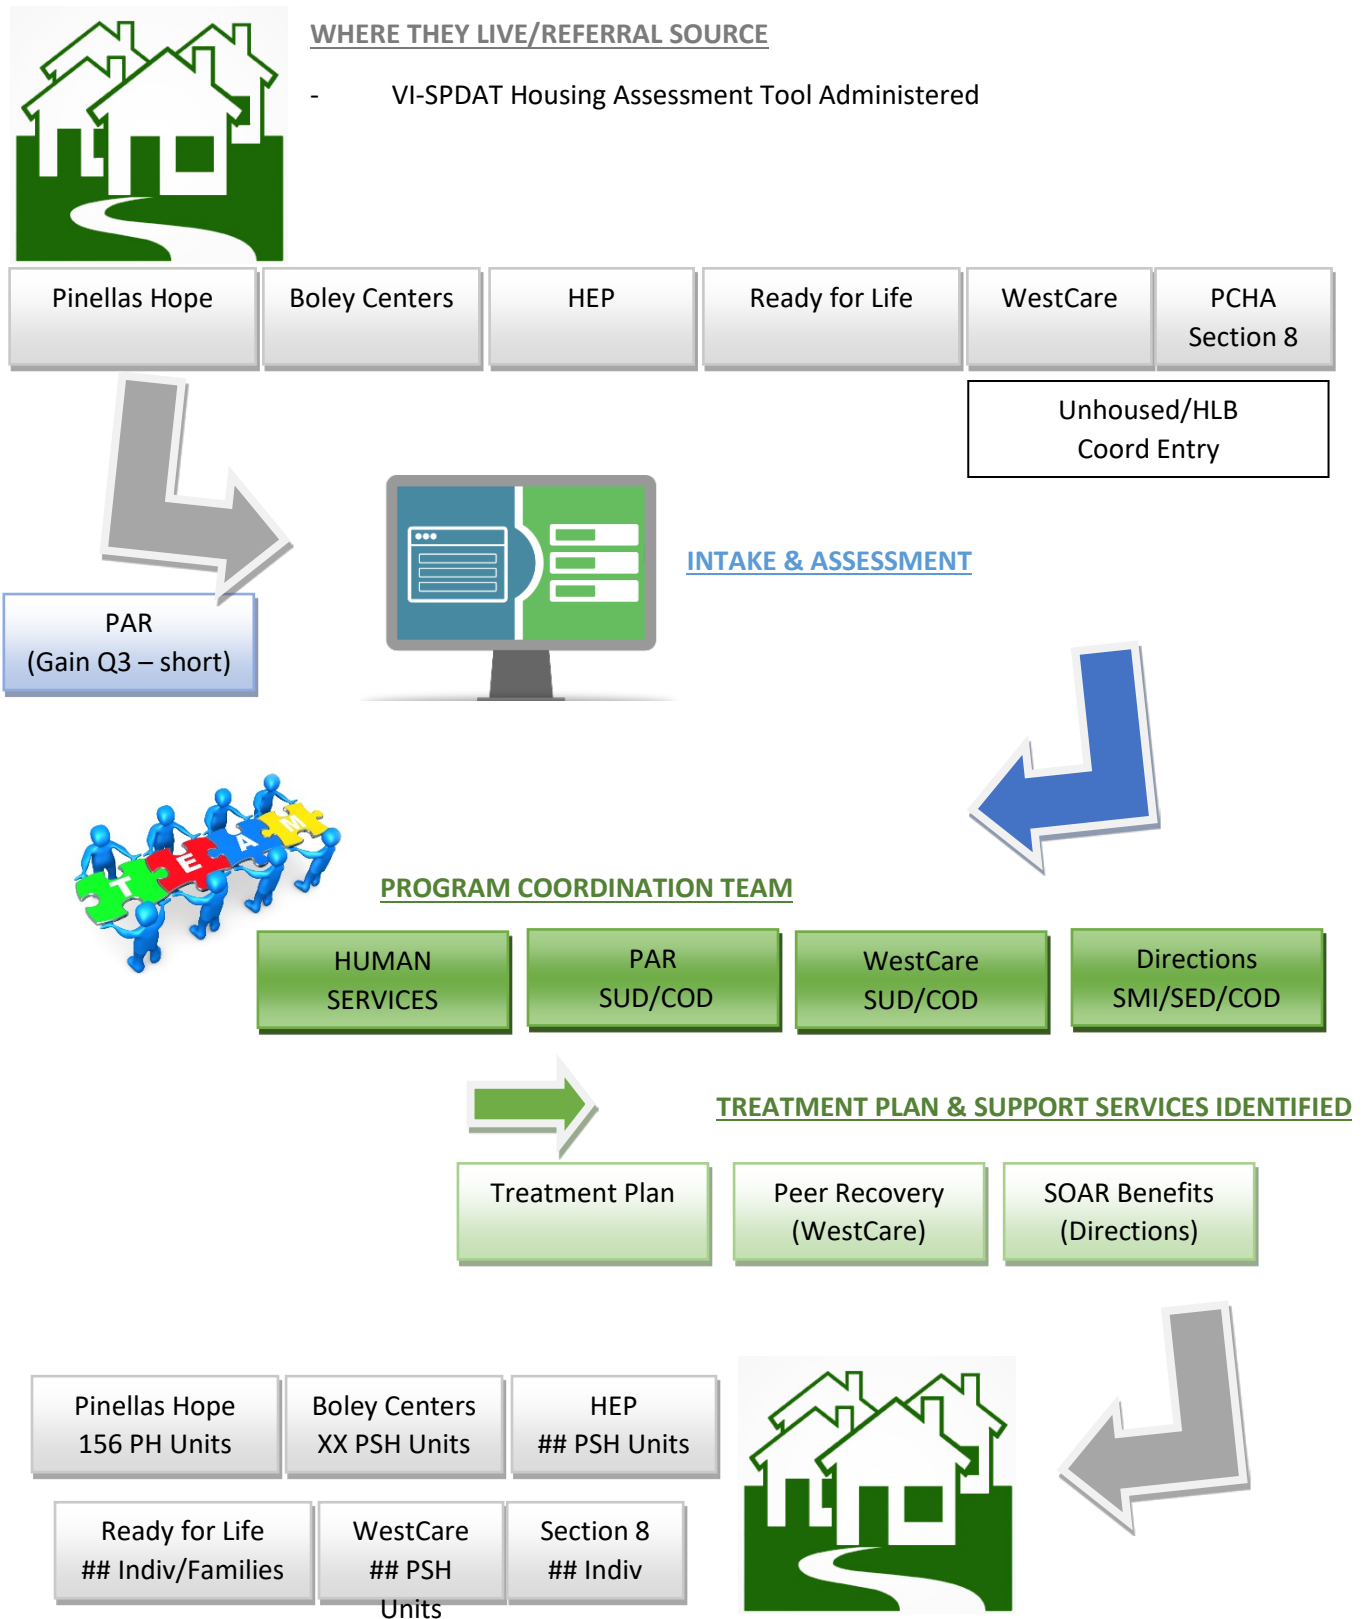 WHERE THEY LIVE/REFERRAL SOURCE
- VI-SPDAT Housing Assessment Tool Administered
Pinellas Hope
Boley Centers
HEP
Ready for Life
WestCare
PCHA
Section 8
Unhoused/HLB
Coord Entry
INTAKE & ASSESSMENT
PAR
(Gain Q3 – short)
TEAM
PROGRAM COORDINATION TEAM
HUMAN
SERVICES
PAR
SUD/COD
WestCare
SUD/COD
Directions
SMI/SED/COD
TREATMENT PLAN & SUPPORT SERVICES IDENTIFIED
Treatment Plan
Peer Recovery
(WestCare)
SOAR Benefits
(Directions)
Pinellas Hope
156 PH Units
Boley Centers
XX PSH Units
HEP
## PSH Units
Ready for Life
## Indiv/Families
WestCare
## PSH
Units
Section 8
## Indiv